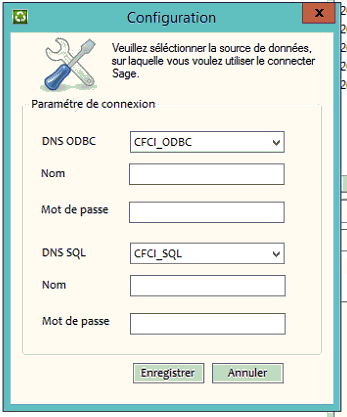 Configuration
x
Veuillez séléctionner la source de données,
sur laquelle vous voulez utiliser le connecter
Sage.
Paramétre de connexion
DNS ODBC
CFCI_ODBC
Nom
Mot de passe
DNS SQL
CFCI_SQL
Nom
Mot de passe
Enregistrer
Annuler